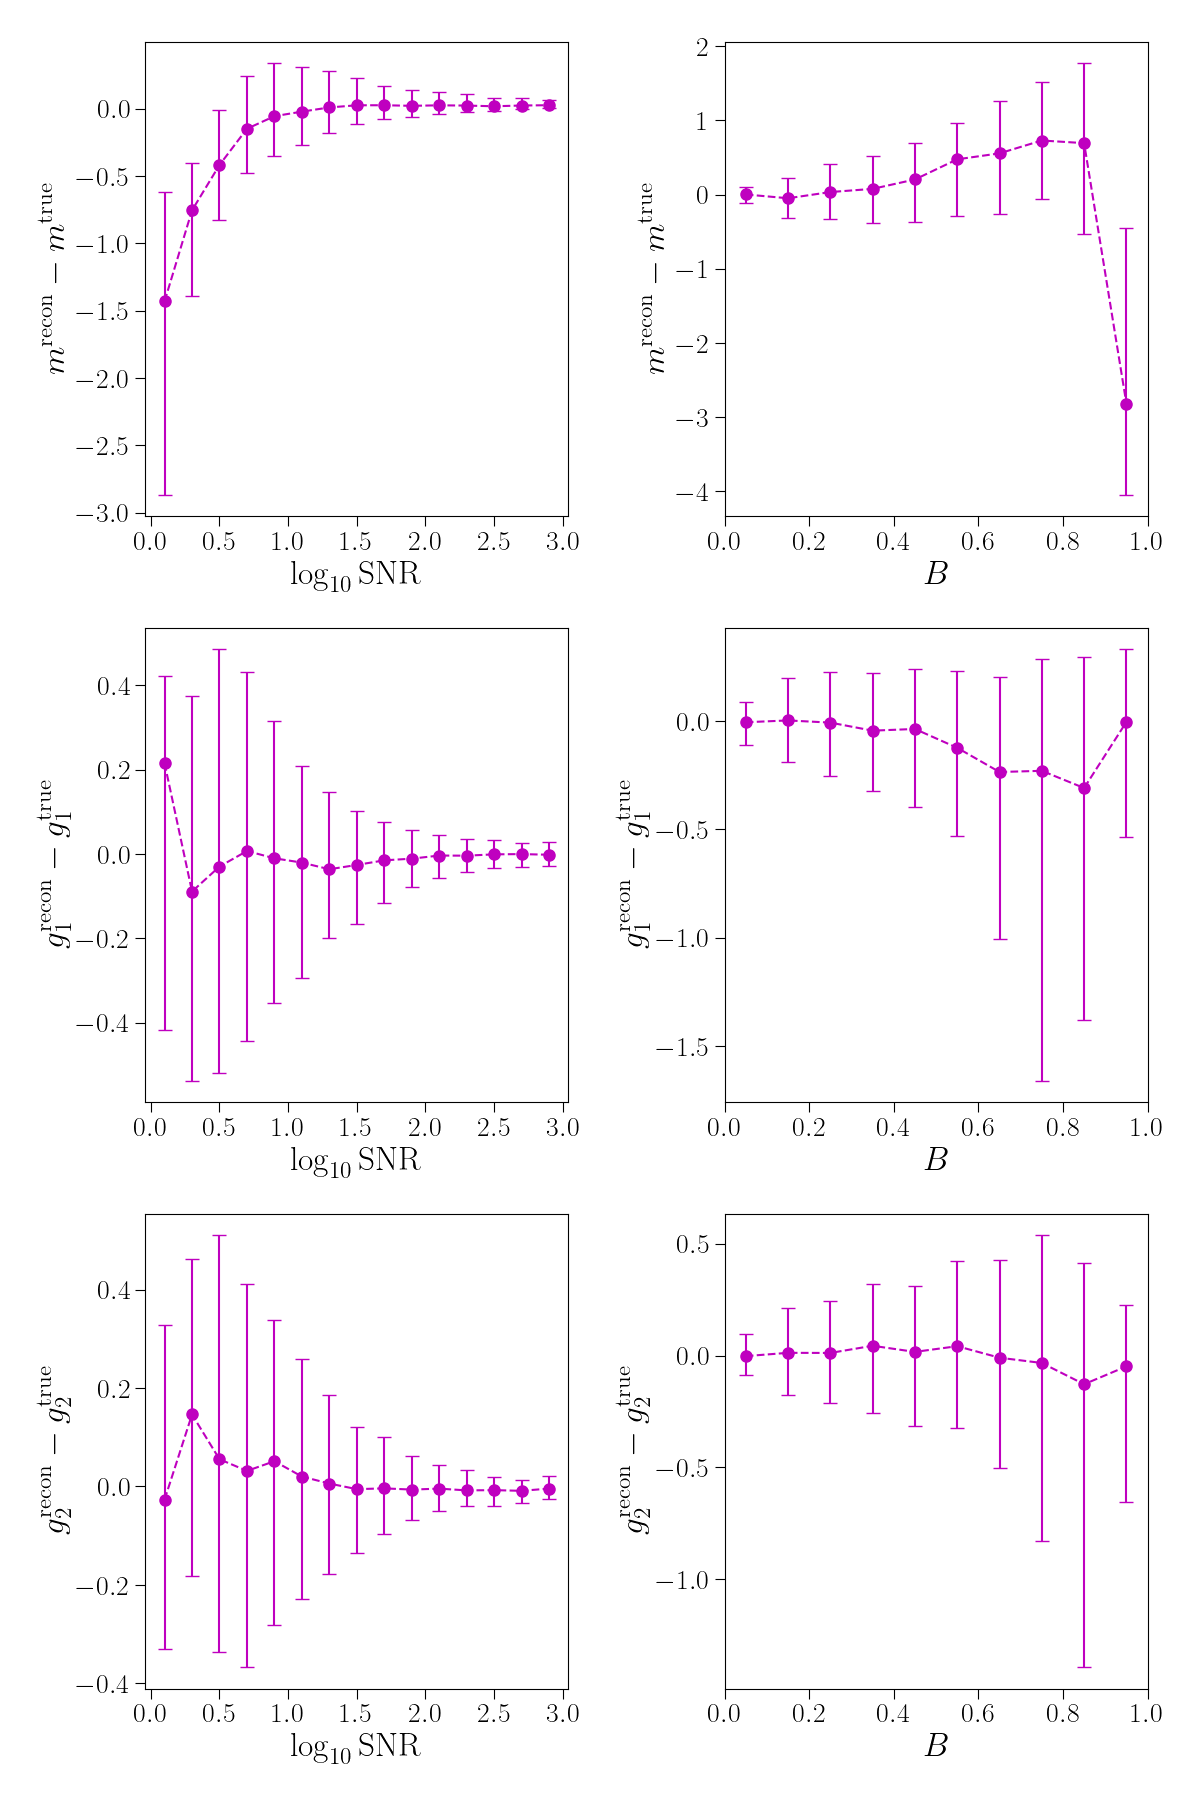 0.0
−0.5
−1.0
−1.5
−2.0
−2.5
−3.0
m^recon − m^true
0.0 0.5 1.0 1.5 2.0 2.5 3.0
log₁₀ SNR
2
1
0
−1
−2
−3
−4
m^recon − m^true
0.0 0.2 0.4 0.6 0.8 1.0
B
0.4
0.2
0.0
−0.2
−0.4
g₁^recon − g₁^true
0.0 0.5 1.0 1.5 2.0 2.5 3.0
log₁₀ SNR
0.0
−0.5
−1.0
−1.5
g₁^recon − g₁^true
0.0 0.2 0.4 0.6 0.8 1.0
B
0.4
0.2
0.0
−0.2
−0.4
g₂^recon − g₂^true
0.0 0.5 1.0 1.5 2.0 2.5 3.0
log₁₀ SNR
0.5
0.0
−0.5
−1.0
g₂^recon − g₂^true
0.0 0.2 0.4 0.6 0.8 1.0
B